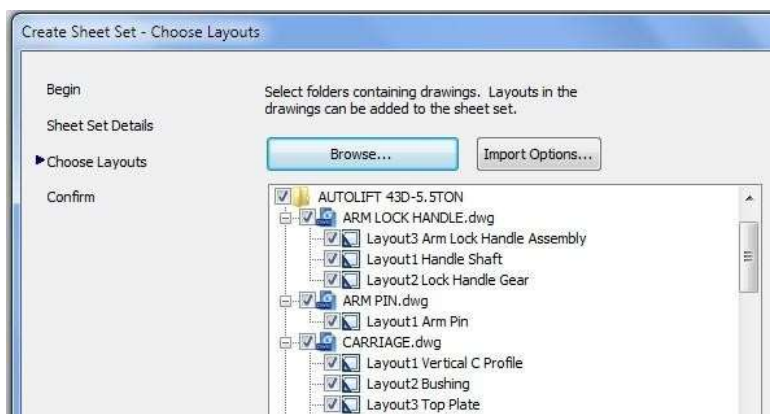 Create Sheet Set - Choose Layouts
Begin
Sheet Set Details
Choose Layouts
Confirm
Select folders containing drawings. Layouts in the
drawings can be added to the sheet set.
Browse...
Import Options...
AUTOLIFT 43D-5.5TON
ARM LOCK HANDLE.dwg
Layout3 Arm Lock Handle Assembly
Layout1 Handle Shaft
Layout2 Lock Handle Gear
ARM PIN.dwg
Layout1 Arm Pin
CARRIAGE.dwg
Layout1 Vertical C Profile
Layout2 Bushing
Layout3 Top Plate